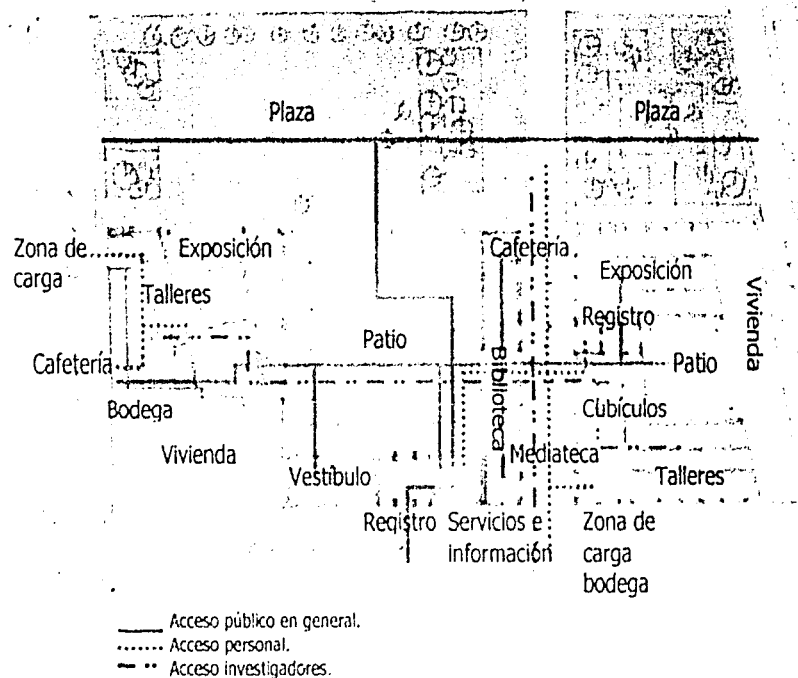 Plaza
Plaza
Zona de
carga
Exposición
Cafetería
Exposición
Talleres
Registro
Vivienda
Patio
Cafetería
Biblioteca
Patio
Bodega
Cubículos
Vivienda
Vestíbulo
Mediateca
Talleres
Registro
Servicios e
información
Zona de
carga
bodega
Acceso público en general.
Acceso personal.
Acceso investigadores.